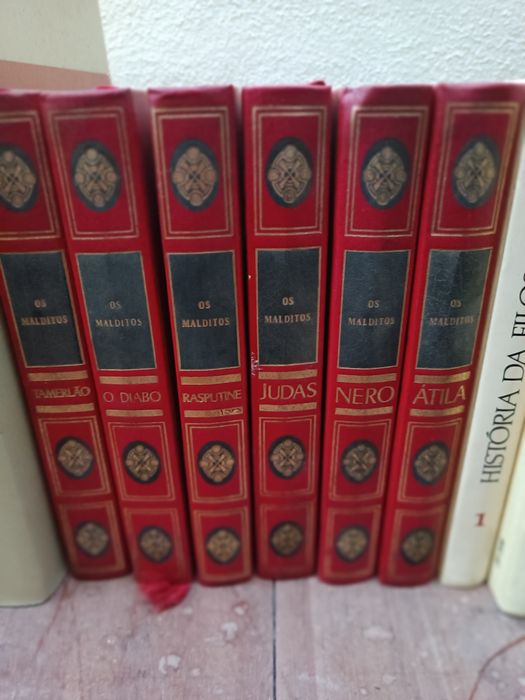 OS
MALDITOS
TAMERLÃO
OS
MALDITOS
O DIABO
OS
MALDITOS
RASPUTINE
OS
MALDITOS
JUDAS
OS
MALDITOS
NERO
OS
MALDITOS
ÁTILA
HISTÓRIA DA FILOS
1